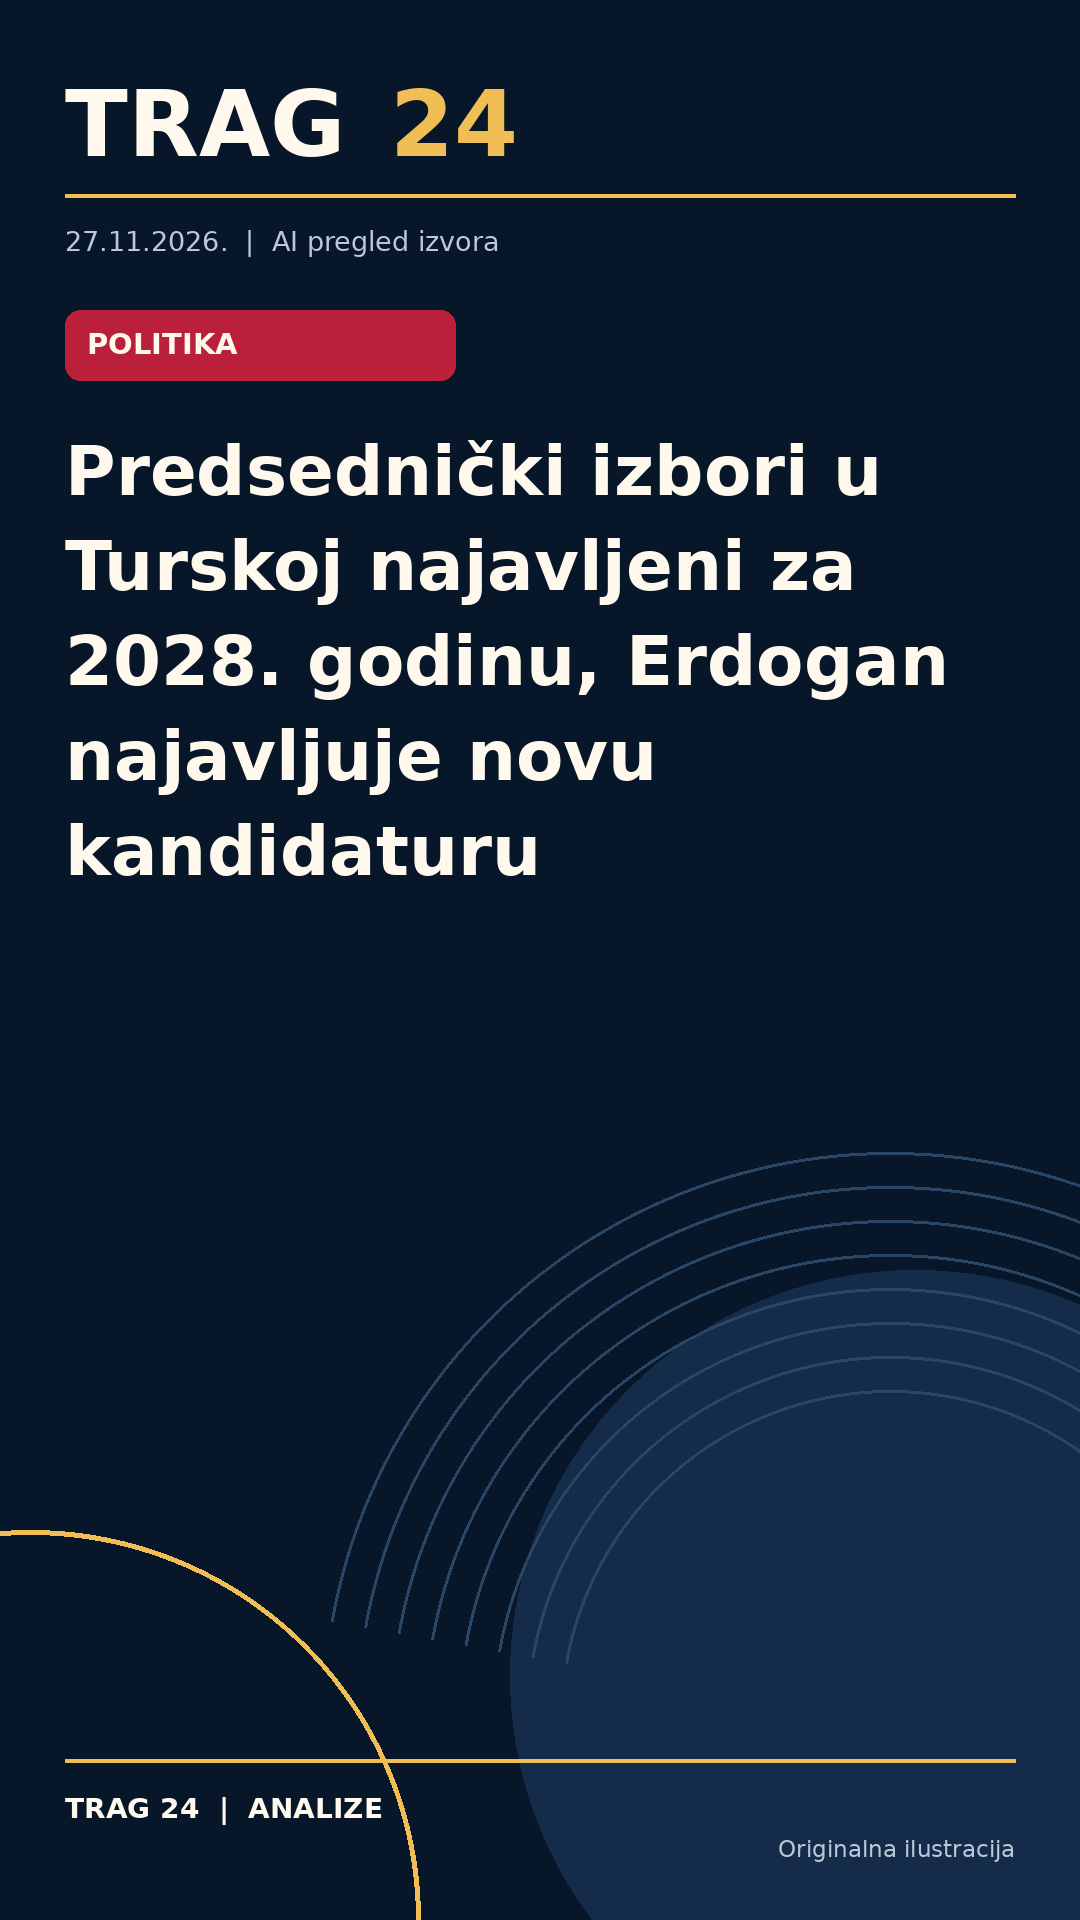 TRAG 24
27.11.2026. | AI pregled izvora
POLITIKA
Predsednički izbori u
Turskoj najavljeni za
2028. godinu, Erdogan
najavljuje novu
kandidaturu
TRAG 24 | ANALIZE
Originalna ilustracija